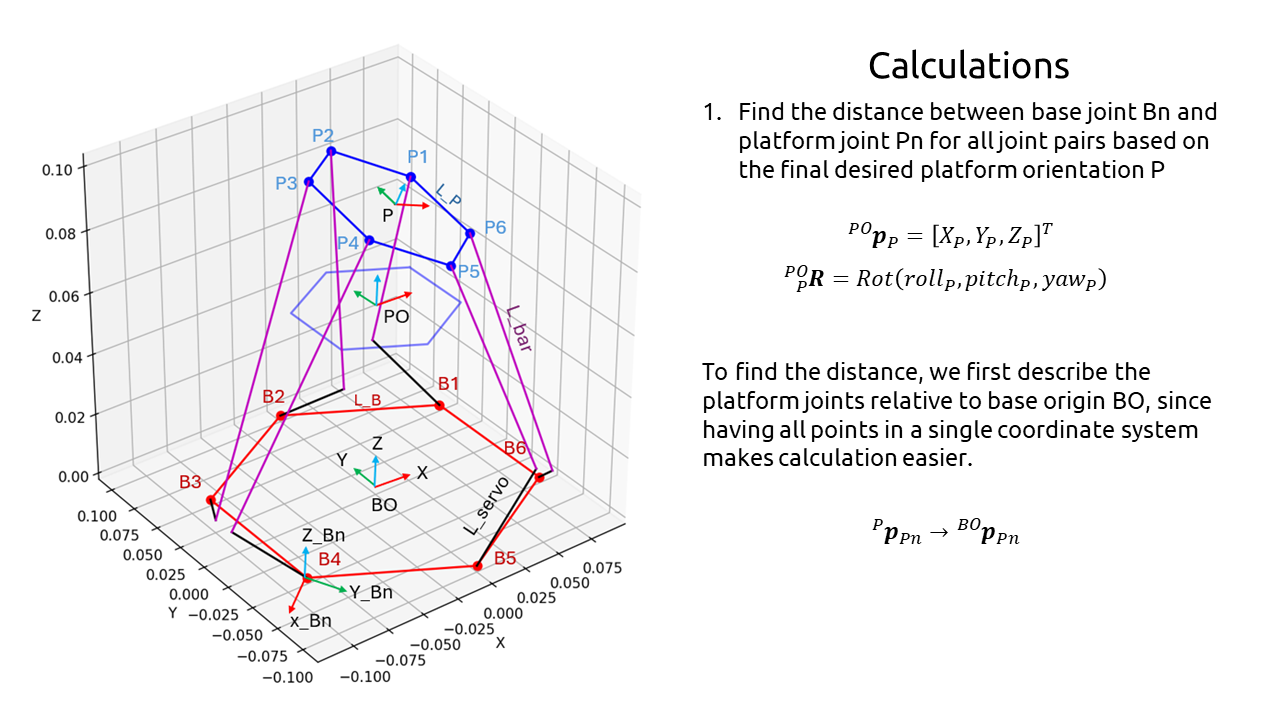 Calculations
1. Find the distance between base joint Bn and
platform joint Pn for all joint pairs based on
the final desired platform orientation P
^{PO}p_P = [X_P, Y_P, Z_P]^T
^{PO}_P R = Rot(roll_P, pitch_P, yaw_P)
To find the distance, we first describe the
platform joints relative to base origin BO, since
having all points in a single coordinate system
makes calculation easier.
^P p_{Pn} → ^{BO} p_{Pn}
P2
P1
P3
L_P
P
P6
P4
P5
PO
L_bar
B1
B2
L_B
B6
Z
Y
X
BO
B3
L_servo
Z_Bn
B4
B5
Y_Bn
x_Bn
Z
0.10
0.08
0.06
0.04
0.02
0.00
0.100
0.075
0.050
0.025
0.000
−0.025
−0.050
−0.075
−0.100
Y
−0.100
−0.075
−0.050
−0.025
0.000
0.025
0.050
0.075
X